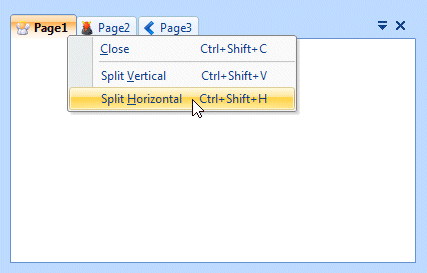 Page1 Page2 Page3
Close Ctrl+Shift+C
Split Vertical Ctrl+Shift+V
Split Horizontal Ctrl+Shift+H